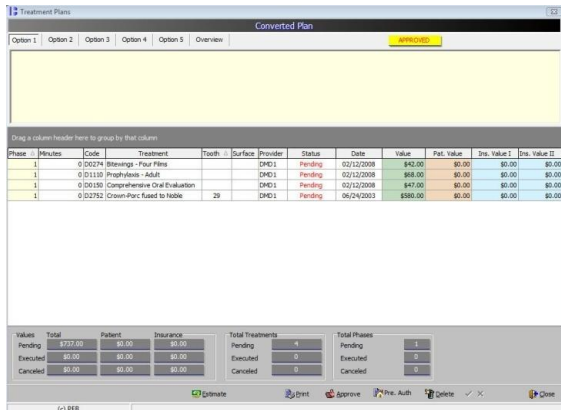 Treatment Plans
Converted Plan
Option 1 Option 2 Option 3 Option 4 Option 5 Overview APPROVED
Drag a column header here to group by that column
Phase Minutes Code Treatment Tooth Surface Provider Status Date Value Pat. Value Ins. Value I Ins. Value II
1 0 D0274 Bitewings - Four Films DMD1 Pending 02/12/2008 $42.00 $0.00 $0.00 $0.00
1 0 D1110 Prophylaxis - Adult DMD1 Pending 02/12/2008 $68.00 $0.00 $0.00 $0.00
1 0 D0150 Comprehensive Oral Evaluation DMD1 Pending 02/12/2008 $47.00 $0.00 $0.00 $0.00
1 0 D2752 Crown-Porc fused to Noble 29 DMD1 Pending 06/24/2003 $580.00 $0.00 $0.00 $0.00
Values Total Patient Insurance Total Treatments Total Phases
Pending $737.00 $0.00 $0.00 Pending 4 Pending 1
Executed $0.00 $0.00 $0.00 Executed 0 Executed 0
Canceled $0.00 $0.00 $0.00 Canceled 0 Canceled 0
Estimate Print Approve Pre. Auth Delete Close